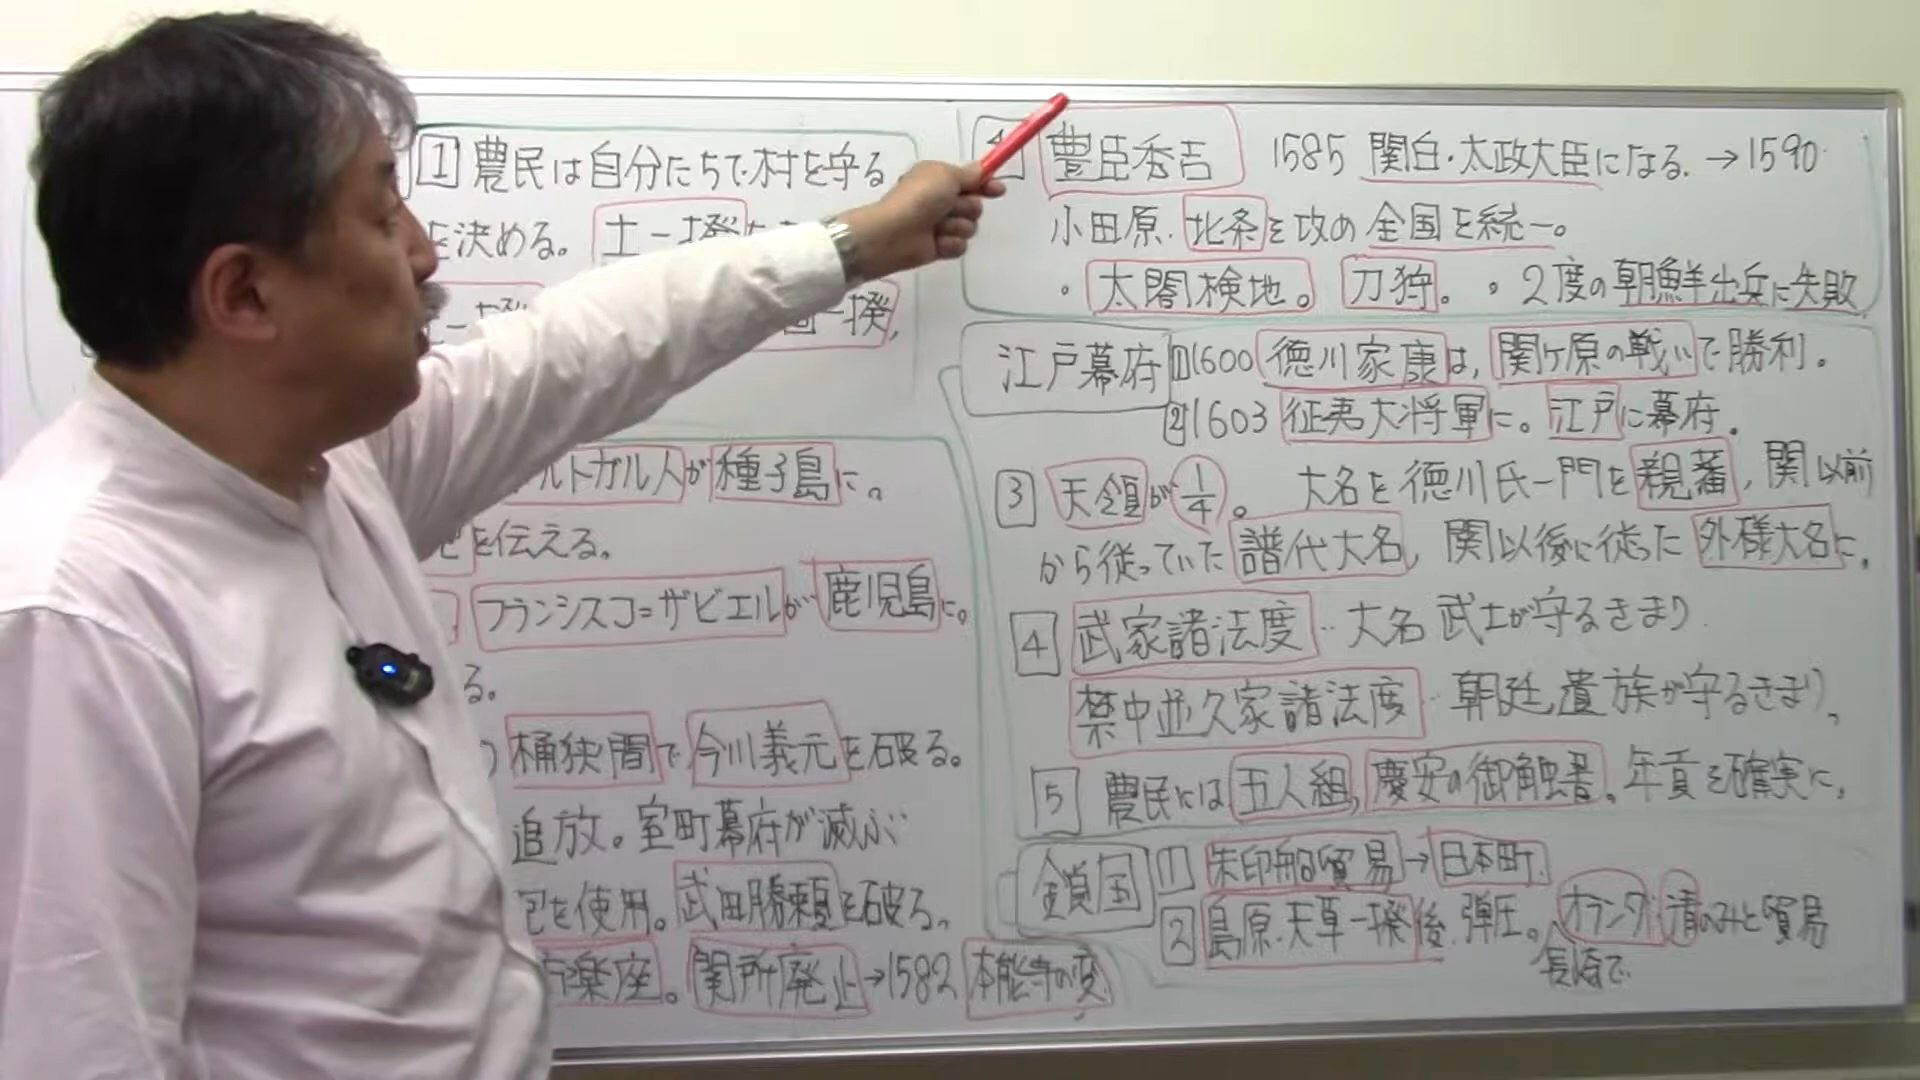 1 農民は自分たちで村を守る
を決める。土一揆
一揆,
ルトガル人が種子島に。
を伝える。
フランシスコ=ザビエルが鹿児島に。
る。
桶狭間で今川義元を破る。
追放。室町幕府が滅ぶ
を使用。武田勝頼を破る。
楽座。関所廃止→1582 本能寺の変
豊臣秀吉 1585 関白・太政大臣になる.→1590
小田原.北条を攻め全国を統一。
・太閤検地。刀狩。・2度の朝鮮出兵に失敗
江戸幕府 1 1600 徳川家康は,関ヶ原の戦いで勝利。
2 1603 征夷大将軍に。江戸に幕府.
3 天領が1/4。 大名を徳川氏一門を親藩,関以前
から従っていた譜代大名,関以後に従った外様大名に。
4 武家諸法度‥大名 武士が守るきまり.
禁中並久家諸法度‥朝廷,遺族が守るきまり,
5 農民には五人組,慶安の御触書。年貢を確実に。
鎖国 1 朱印船貿易→日本町.
2 島原・天草一揆後.弾圧。オランダ・清のみと貿易
長崎で